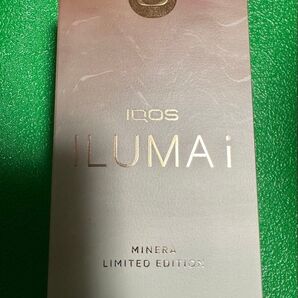 IQOS
ILUMA i
MINERA
LIMITED EDITION